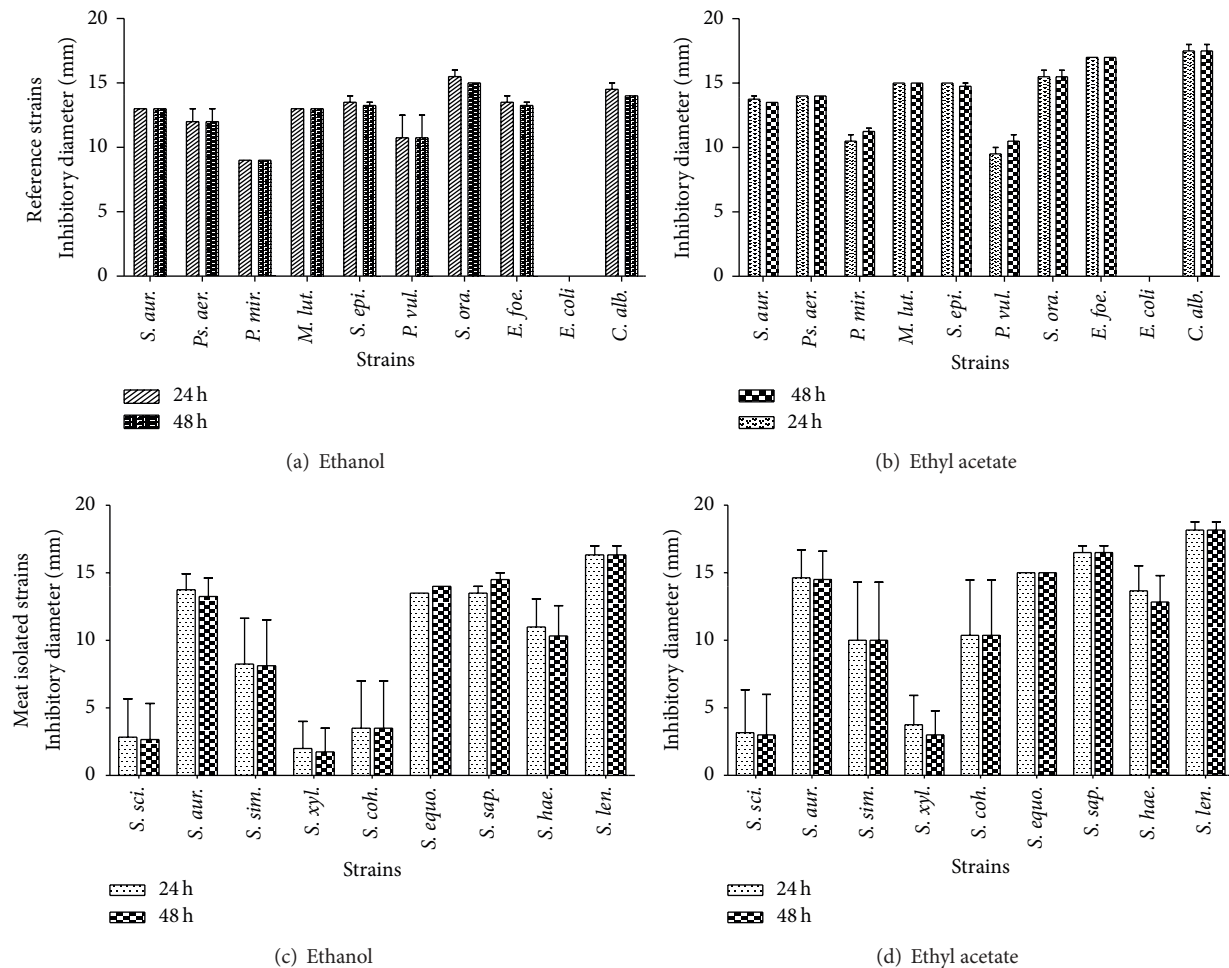 Reference strains
Inhibitory diameter (mm)
20
15
10
5
0
S. aur.
Ps. aer.
P. mir.
M. lut.
S. epi.
P. vul.
S. ora.
E. foe.
E. coli
C. alb.
Strains
24 h
48 h
(a) Ethanol
Inhibitory diameter (mm)
20
15
10
5
0
S. aur.
Ps. aer.
P. mir.
M. lut.
S. epi.
P. vul.
S. ora.
E. foe.
E. coli
C. alb.
Strains
48 h
24 h
(b) Ethyl acetate
Meat isolated strains
Inhibitory diameter (mm)
20
15
10
5
0
S. sci.
S. aur.
S. sim.
S. xyl.
S. coh.
S. equo.
S. sap.
S. hae.
S. len.
Strains
24 h
48 h
(c) Ethanol
Inhibitory diameter (mm)
20
15
10
5
0
S. sci.
S. aur.
S. sim.
S. xyl.
S. coh.
S. equo.
S. sap.
S. hae.
S. len.
Strains
24 h
48 h
(d) Ethyl acetate